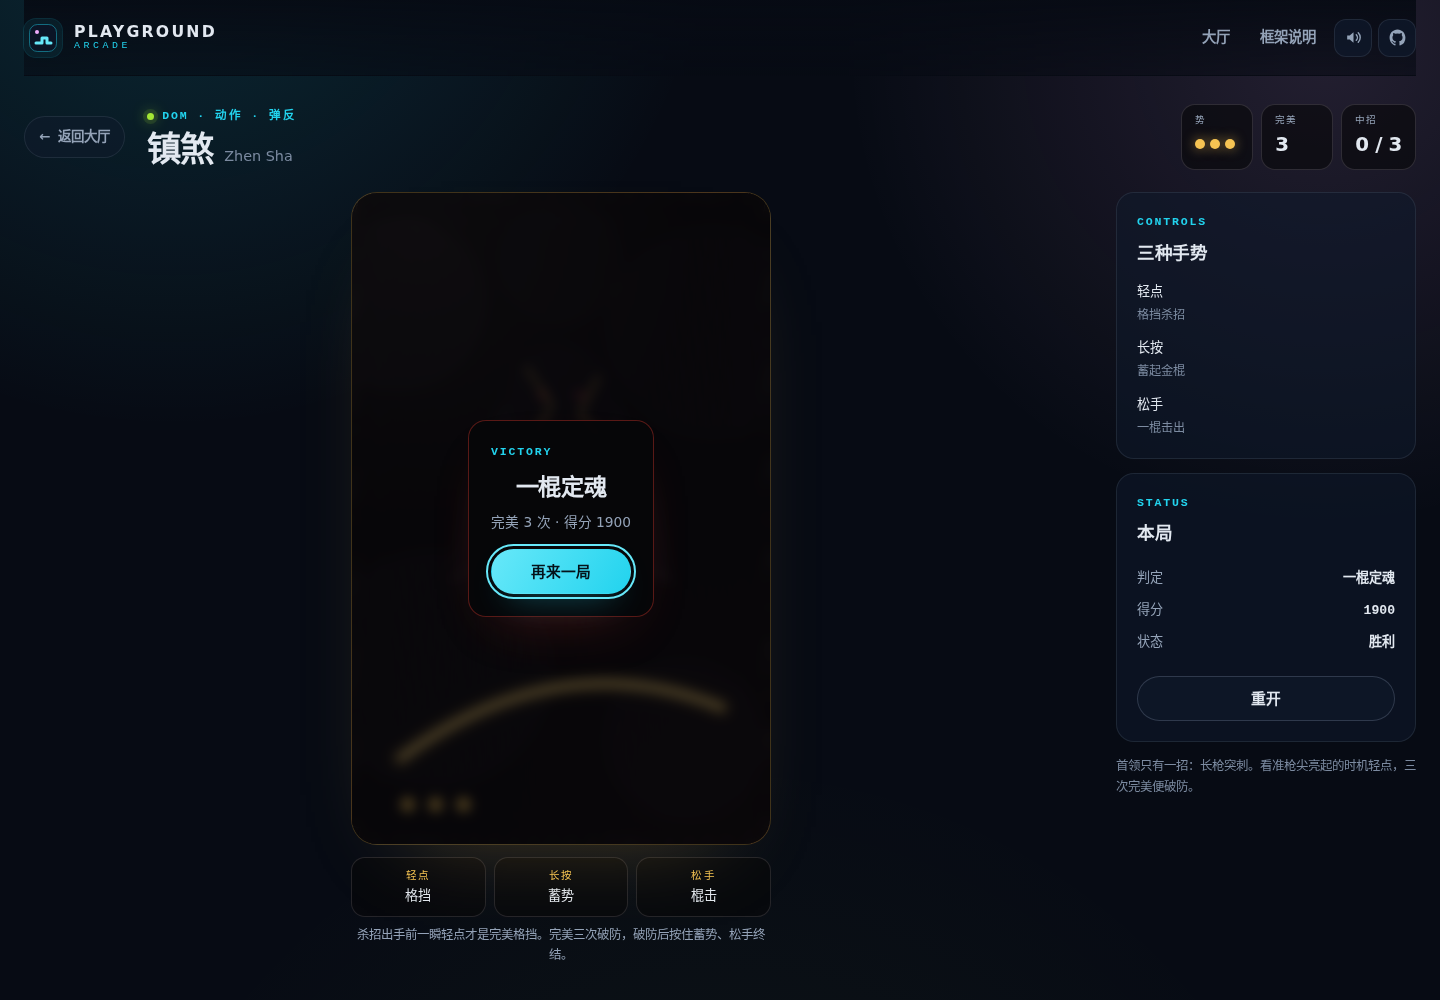 PLAYGROUND
ARCADE
大厅
框架说明
← 返回大厅
DOM · 动作 · 弹反
镇煞 Zhen Sha
势
完美
3
中招
0 / 3
VICTORY
一棍定魂
完美 3 次 · 得分 1900
再来一局
轻点
格挡
长按
蓄势
松手
棍击
杀招出手前一瞬轻点才是完美格挡。完美三次破防，破防后按住蓄势、松手终
结。
CONTROLS
三种手势
轻点
格挡杀招
长按
蓄起金棍
松手
一棍击出
STATUS
本局
判定 一棍定魂
得分 1900
状态 胜利
重开
首领只有一招：长枪突刺。看准枪尖亮起的时机轻点，三
次完美便破防。